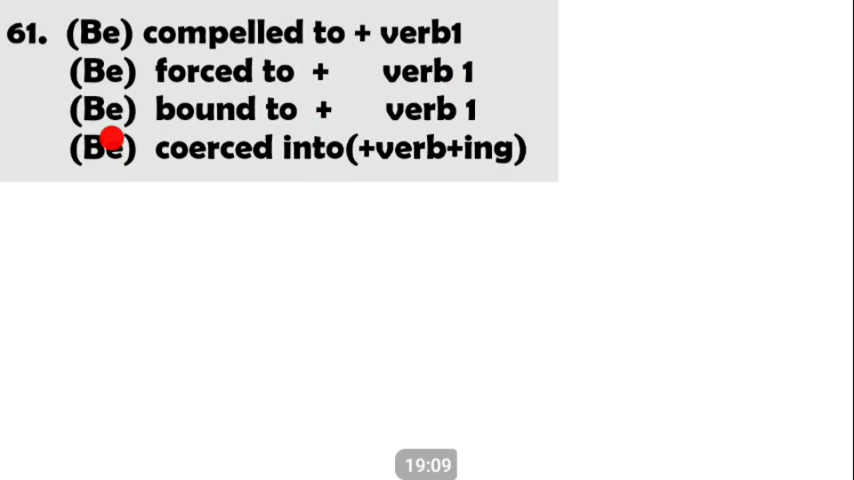 61. (Be) compelled to + verb1
(Be) forced to + verb 1
(Be) bound to + verb 1
(Be) coerced into(+verb+ing)
19:09